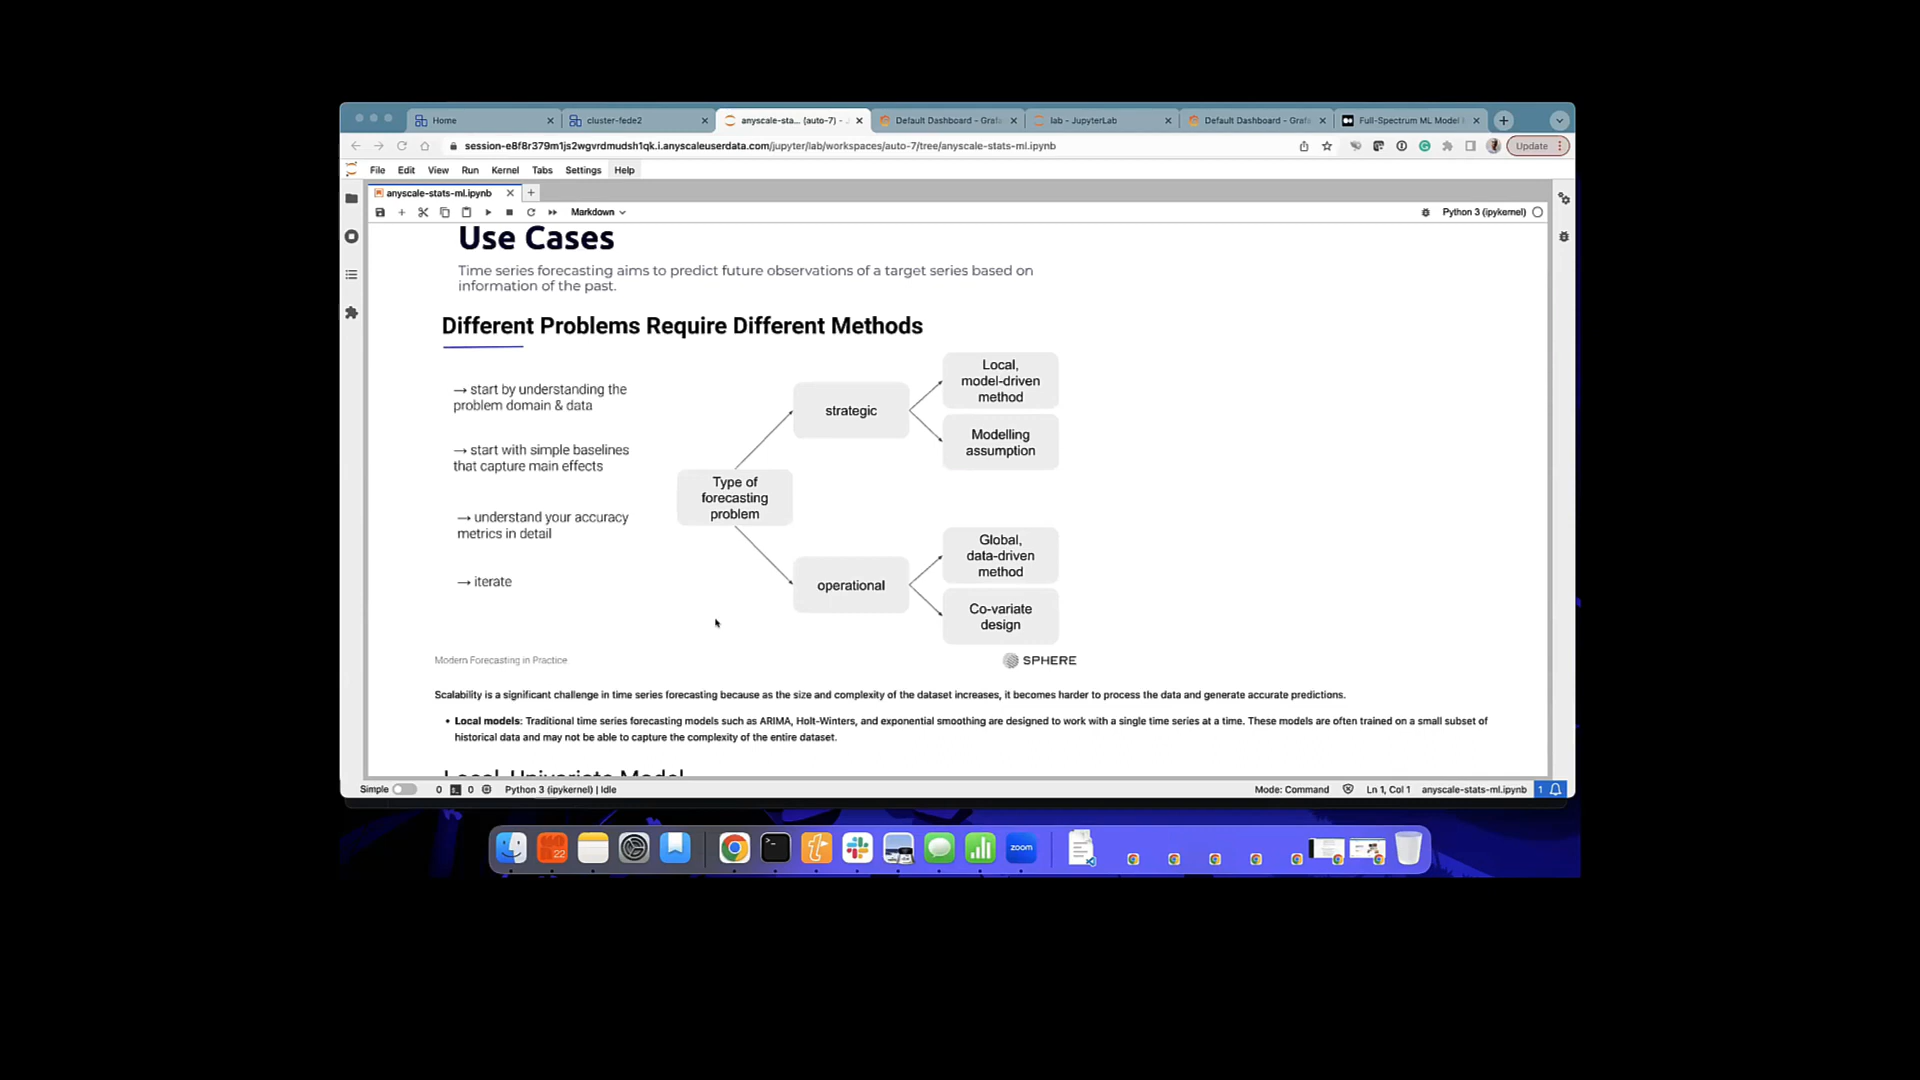 Home
cluster-fede2
anyscale-sta... (auto-7) -
Default Dashboard - Grafa
lab - JupyterLab
Default Dashboard - Grafa
Full-Spectrum ML Model
session-e8f8r379m1js2wgvrdmudsh1qk.i.anyscaleuserdata.com/jupyter/lab/workspaces/auto-7/tree/anyscale-stats-ml.ipynb
Update
File Edit View Run Kernel Tabs Settings Help
anyscale-stats-ml.ipynb
Markdown
Python 3 (ipykernel)
Use Cases
Time series forecasting aims to predict future observations of a target series based on
information of the past.
Different Problems Require Different Methods
→ start by understanding the
problem domain & data
→ start with simple baselines
that capture main effects
→ understand your accuracy
metrics in detail
→ iterate
Type of
forecasting
problem
strategic
Local,
model-driven
method
Modelling
assumption
operational
Global,
data-driven
method
Co-variate
design
Modern Forecasting in Practice
SPHERE
Scalability is a significant challenge in time series forecasting because as the size and complexity of the dataset increases, it becomes harder to process the data and generate accurate predictions.
• Local models: Traditional time series forecasting models such as ARIMA, Holt-Winters, and exponential smoothing are designed to work with a single time series at a time. These models are often trained on a small subset of
historical data and may not be able to capture the complexity of the entire dataset.
Local Univariate Model
Simple 0 0 Python 3 (ipykernel) | Idle
Mode: Command Ln 1, Col 1 anyscale-stats-ml.ipynb 1
22
zoom